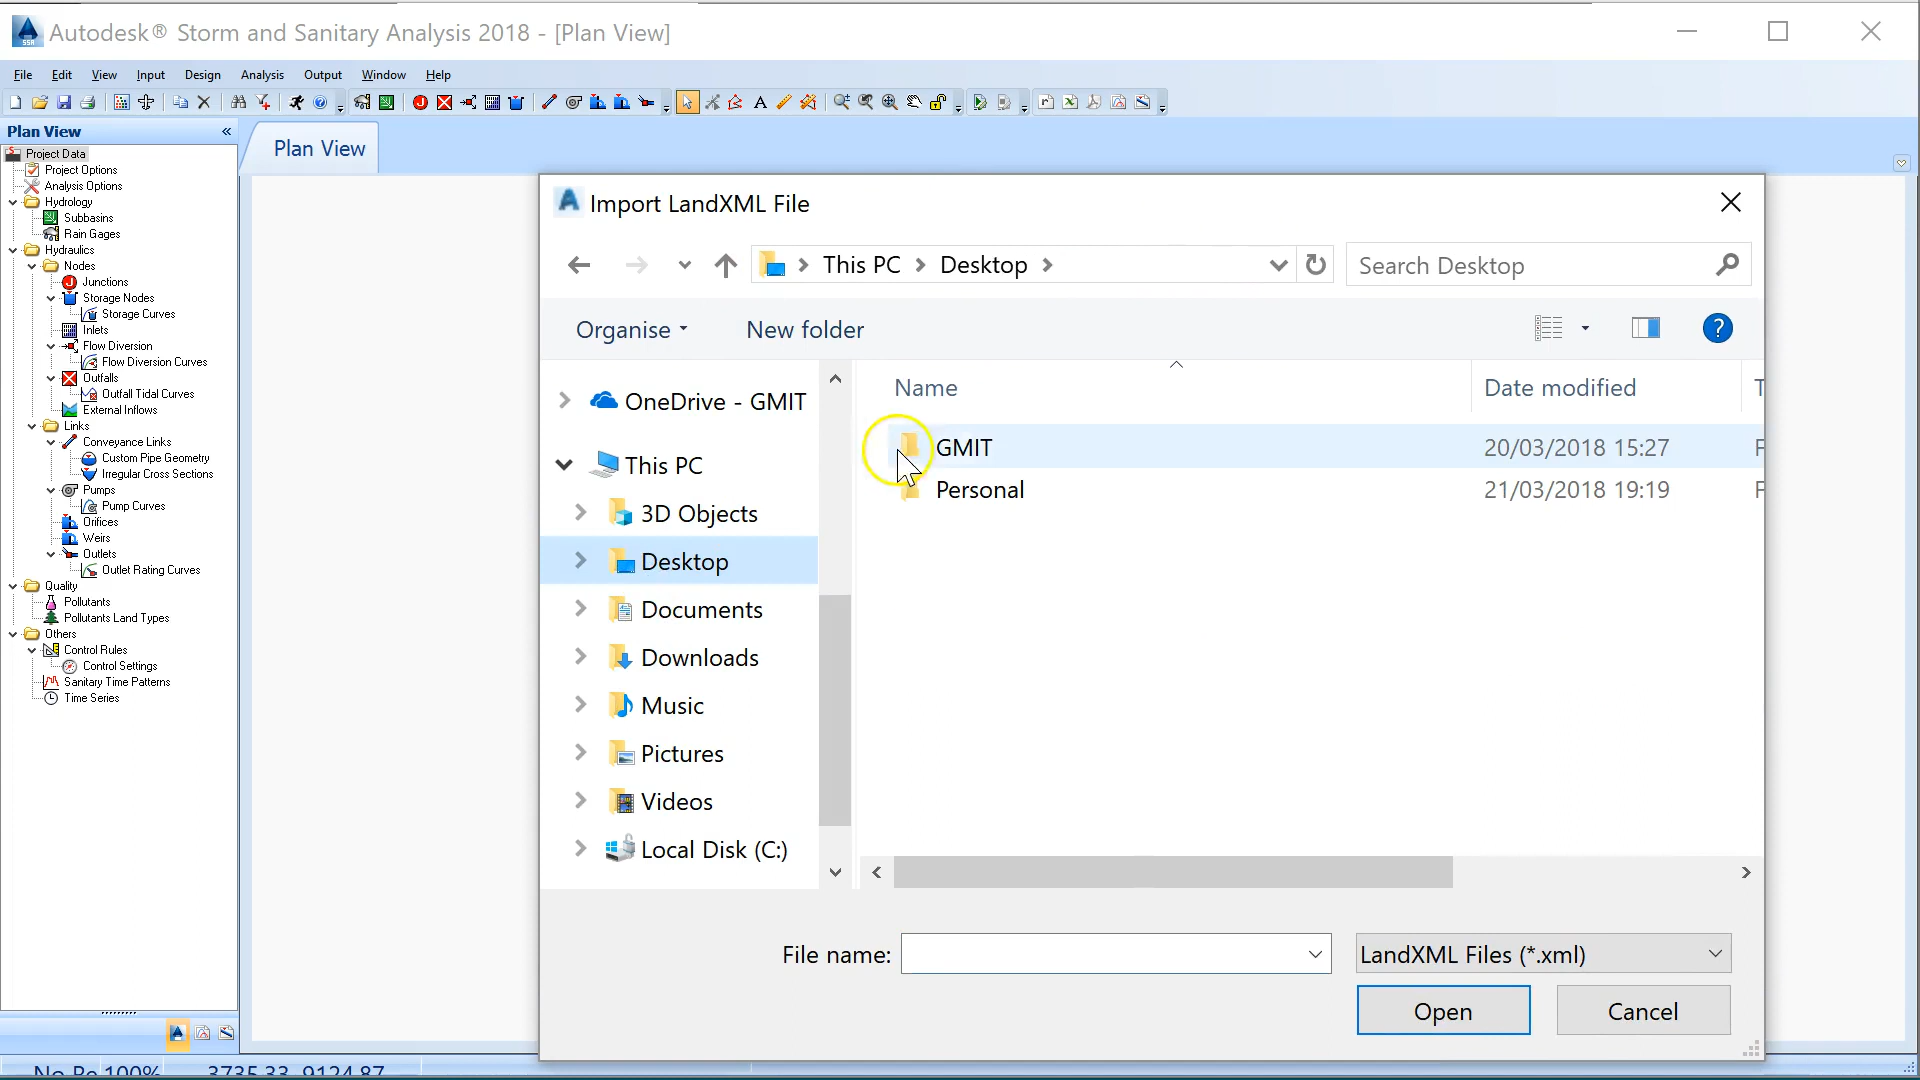 Autodesk® Storm and Sanitary Analysis 2018 - [Plan View]
File Edit View Input Design Analysis Output Window Help
Plan View
Project Data
Project Options
Analysis Options
Hydrology
Subbasins
Rain Gages
Hydraulics
Nodes
Junctions
Storage Nodes
Storage Curves
Inlets
Flow Diversion
Flow Diversion Curves
Outfalls
Outfall Tidal Curves
External Inflows
Links
Conveyance Links
Custom Pipe Geometry
Irregular Cross Sections
Pumps
Pump Curves
Orifices
Weirs
Outlets
Outlet Rating Curves
Quality
Pollutants
Pollutants Land Types
Others
Control Rules
Control Settings
Sanitary Time Patterns
Time Series
Plan View
Import LandXML File
This PC Desktop
Search Desktop
Organise New folder
OneDrive - GMIT
This PC
3D Objects
Desktop
Documents
Downloads
Music
Pictures
Videos
Local Disk (C:)
Name Date modified
GMIT 20/03/2018 15:27
Personal 21/03/2018 19:19
File name: LandXML Files (*.xml)
Open Cancel
100% 3735.33, 9124.87